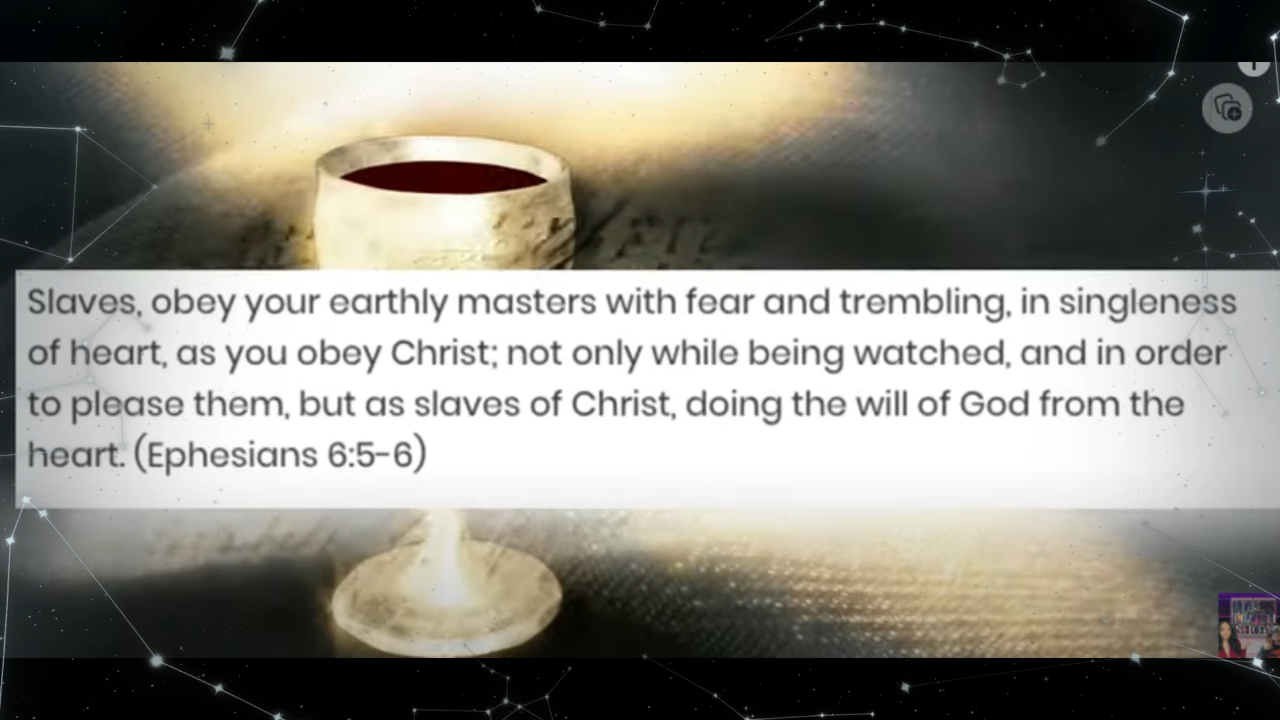 Slaves, obey your earthly masters with fear and trembling, in singleness
of heart, as you obey Christ; not only while being watched, and in order
to please them, but as slaves of Christ, doing the will of God from the
heart. (Ephesians 6:5-6)